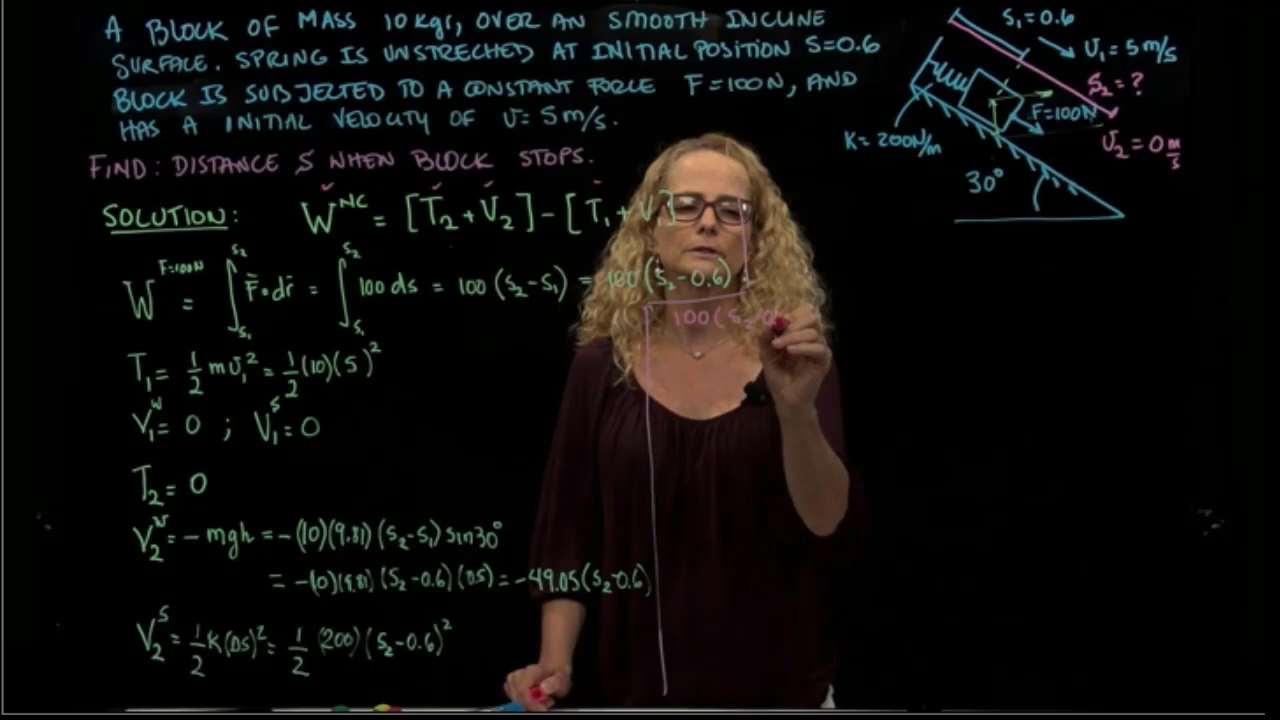 A BLOCK OF MASS 10 Kgr, OVER AN SMOOTH INCLINE
SURFACE. SPRING IS UNSTRECHED AT INITIAL POSITION S=0.6
BLOCK IS SUBJECTED TO A CONSTANT FORCE F=100N, AND
HAS A INITIAL VELOCITY OF V=5m/s.
FIND: DISTANCE S WHEN BLOCK STOPS.
SOLUTION: W^NC = [T₂+V₂] - [T₁+V₁]
W^F=100N = ∫_{S₁}^{S₂} F̄·dr̄ = ∫_{S₁}^{S₂} 100 ds = 100 (S₂-S₁) = 100 (S₂-0.6)
100(S₂-0
T₁= 1/2 mv₁² = 1/2 (10)(5)²
V₁^W = 0 ; V₁^S = 0
T₂ = 0
V₂^W = -mgh = -(10)(9.81)(S₂-S₁) sin30°
= -(10)(9.81)(S₂-0.6)(0.5) = -49.05(S₂-0.6)
V₂^S = 1/2 K(ΔS)² = 1/2 (200)(S₂-0.6)²
S₁=0.6
V₁=5m/s
S₂=?
F=100N
K=200N/m
V₂=0 m/s
30°